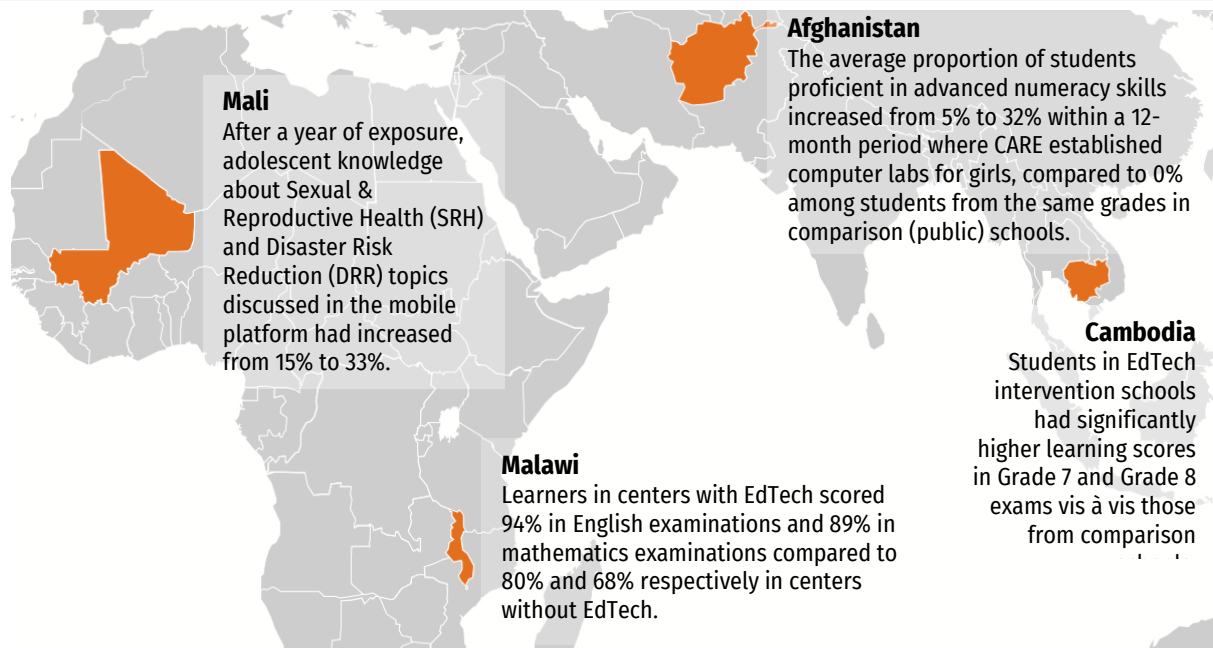 Mali
After a year of exposure,
adolescent knowledge
about Sexual &
Reproductive Health (SRH)
and Disaster Risk
Reduction (DRR) topics
discussed in the mobile
platform had increased
from 15% to 33%.
Afghanistan
The average proportion of students
proficient in advanced numeracy skills
increased from 5% to 32% within a 12-
month period where CARE established
computer labs for girls, compared to 0%
among students from the same grades in
comparison (public) schools.
Cambodia
Students in EdTech
intervention schools
had significantly
higher learning scores
in Grade 7 and Grade 8
exams vis à vis those
from comparison
Malawi
Learners in centers with EdTech scored
94% in English examinations and 89% in
mathematics examinations compared to
80% and 68% respectively in centers
without EdTech.